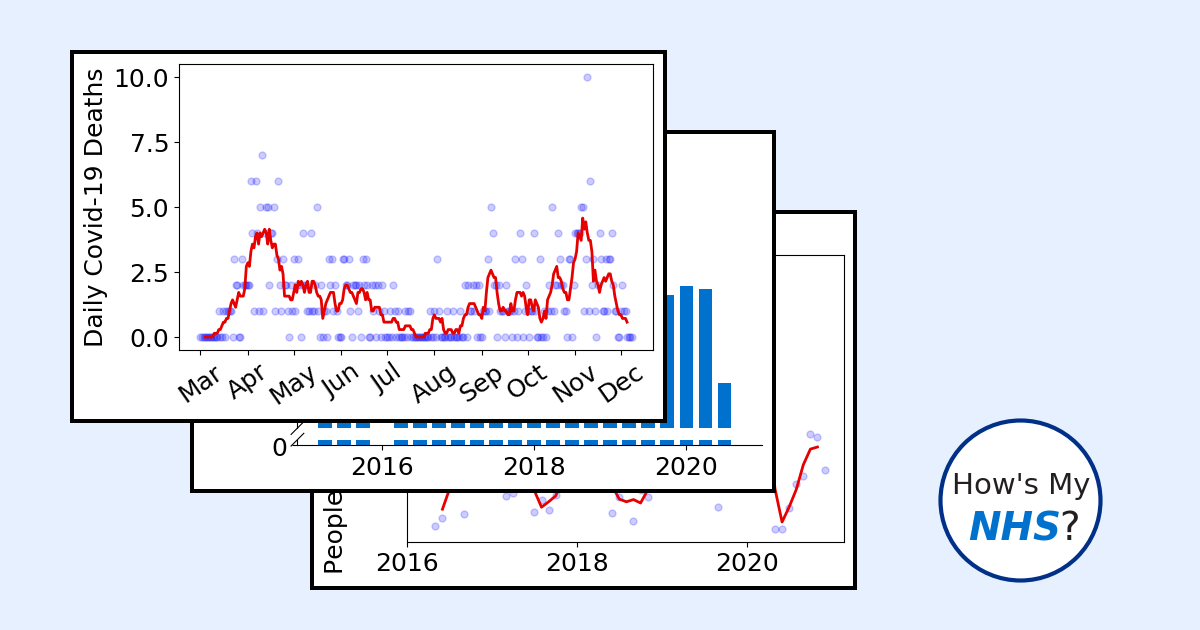 Daily Covid-19 Deaths
10.0
7.5
5.0
2.5
0.0
Mar Apr May Jun Jul Aug Sep Oct Nov Dec
0
2016 2018 2020
People
2016 2018 2020
How's My
NHS?